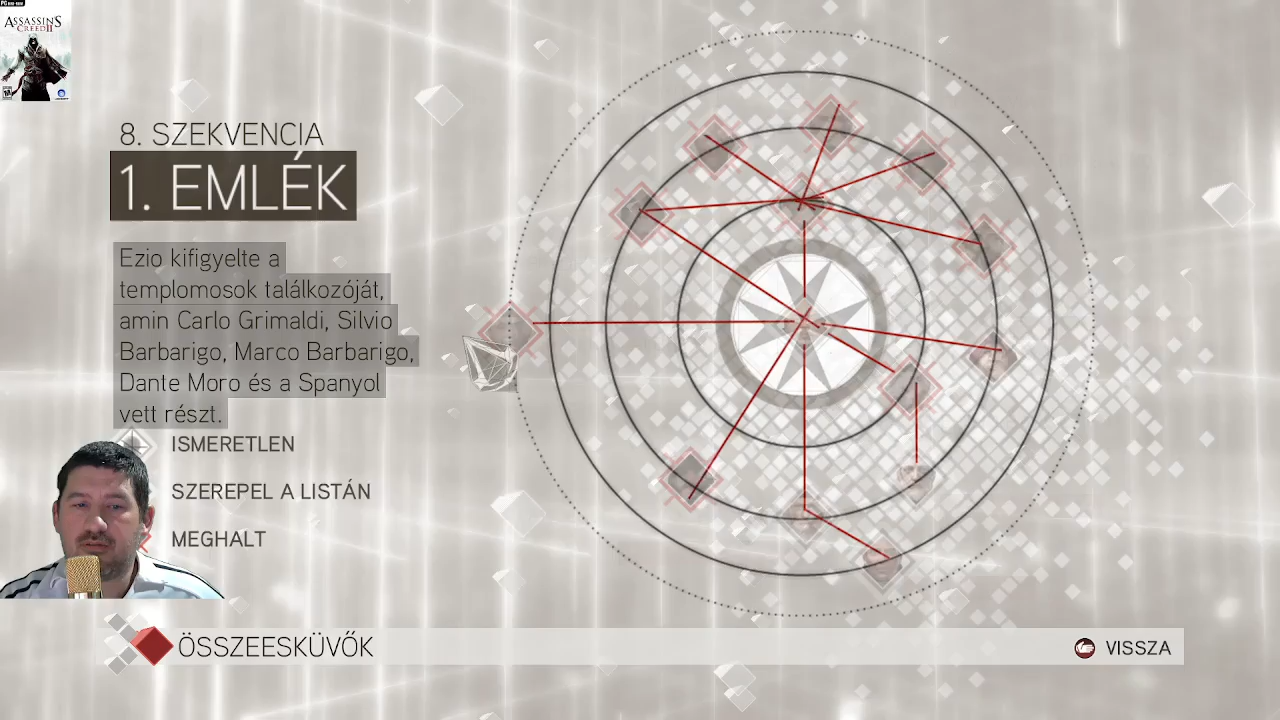 ASSASSIN'S
CREED II
8. SZEKVENCIA
1. EMLÉK
Ezio kifigyelte a
templomosok találkozóját,
amin Carlo Grimaldi, Silvio
Barbarigo, Marco Barbarigo,
Dante Moro és a Spanyol
vett részt.
ISMERETLEN
SZEREPEL A LISTÁN
MEGHALT
ÖSSZEESKÜVŐK
VISSZA